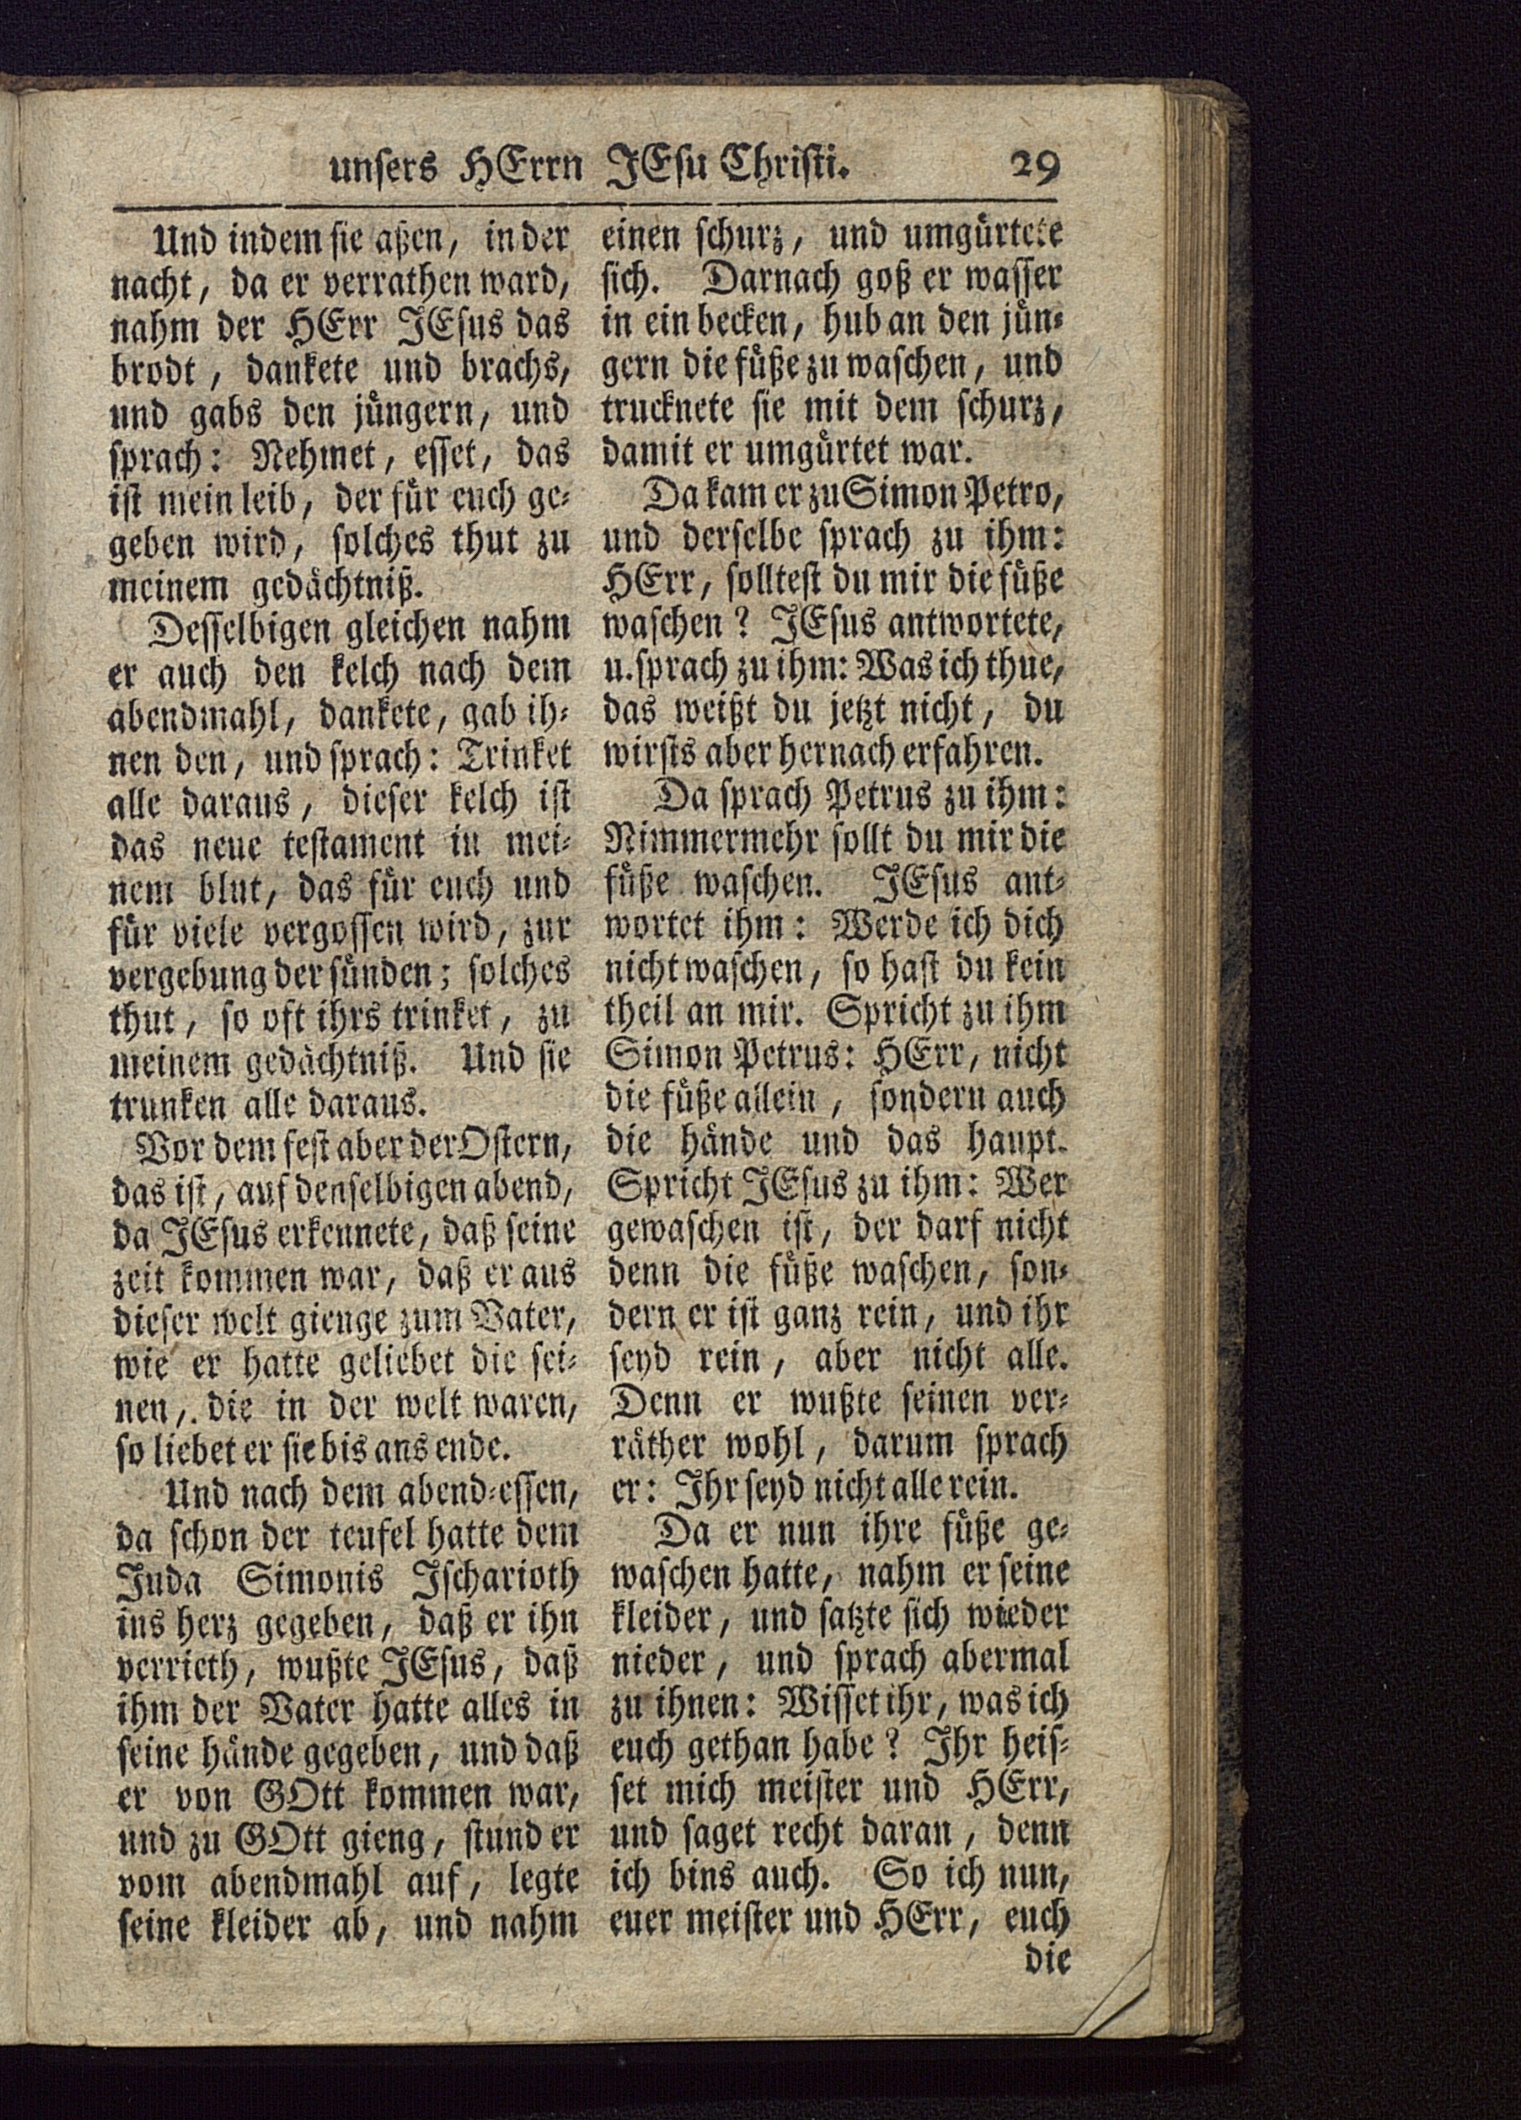 unsers HErrn JEsu Christi. 29
Und indem sie aßen, in der
nacht, da er verrathen ward,
nahm der HErr JEsus das
brodt, dankete und brachs,
und gabs den jüngern, und
sprach: Nehmet, esset, das
ist mein leib, der für euch ge-
geben wird, solches thut zu
meinem gedächtniß.
Desselbigen gleichen nahm
er auch den kelch nach dem
abendmahl, dankete, gab ih-
nen den, und sprach: Trinket
alle daraus, dieser kelch ist
das neue testament in mei-
nem blut, das für euch und
für viele vergossen wird, zur
vergebung der sünden; solches
thut, so oft ihrs trinket, zu
meinem gedächtniß. Und sie
trunken alle daraus.
Vor dem fest aber der Ostern,
das ist, auf denselbigen abend,
da JEsus erkennete, daß seine
zeit kommen war, daß er aus
dieser welt gienge zum Vater,
wie er hatte geliebet die sei-
nen, die in der welt waren,
so liebet er sie bis ans ende.
Und nach dem abend-essen,
da schon der teufel hatte dem
Juda Simonis Ischarioth
ins herz gegeben, daß er ihn
verrieth, wußte JEsus, daß
ihm der Vater hatte alles in
seine hände gegeben, und daß
er von GOtt kommen war,
und zu GOtt gieng, stund er
vom abendmahl auf, legte
seine kleider ab, und nahm
einen schurz, und umgürtete
sich. Darnach goß er wasser
in ein becken, hub an den jün-
gern die füße zu waschen, und
trucknete sie mit dem schurz,
damit er umgürtet war.
Da kam er zu Simon Petro,
und derselbe sprach zu ihm:
HErr, solltest du mir die füße
waschen? JEsus antwortete,
u. sprach zu ihm: Was ich thue,
das weißt du jetzt nicht, du
wirsts aber hernach erfahren.
Da sprach Petrus zu ihm:
Nimmermehr sollt du mir die
füße waschen. JEsus ant-
wortet ihm: Werde ich dich
nicht waschen, so hast du kein
theil an mir. Spricht zu ihm
Simon Petrus: HErr, nicht
die füße allein, sondern auch
die hände und das haupt.
Spricht JEsus zu ihm: Wer
gewaschen ist, der darf nicht
denn die füße waschen, son-
dern er ist ganz rein, und ihr
seyd rein, aber nicht alle.
Denn er wußte seinen ver-
räther wohl, darum sprach
er: Ihr seyd nicht alle rein.
Da er nun ihre füße ge-
waschen hatte, nahm er seine
kleider, und satzte sich wieder
nieder, und sprach abermal
zu ihnen: Wisset ihr, was ich
euch gethan habe? Ihr heis-
set mich meister und HErr,
und saget recht daran, denn
ich bins auch. So ich nun,
euer meister und HErr, euch
die